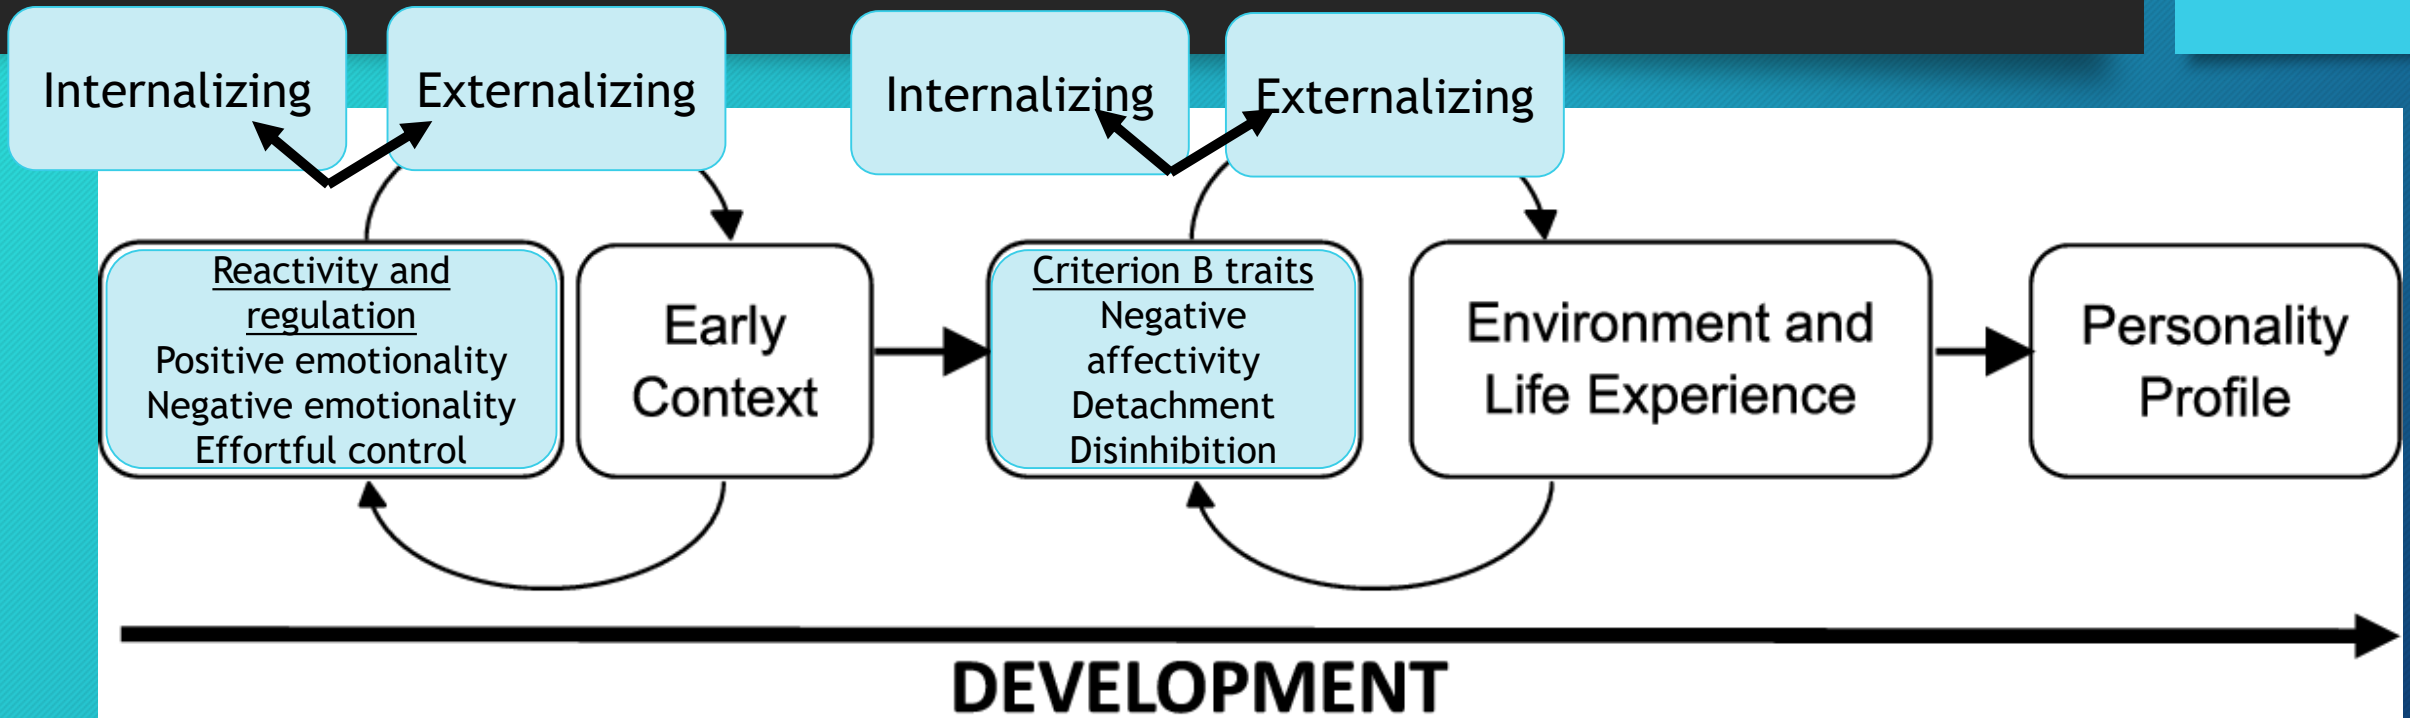 Internalizing
Externalizing
Internalizing
Externalizing
Reactivity and
regulation
Positive emotionality
Negative emotionality
Effortful control
Early
Context
Criterion B traits
Negative
affectivity
Detachment
Disinhibition
Environment and
Life Experience
Personality
Profile
DEVELOPMENT